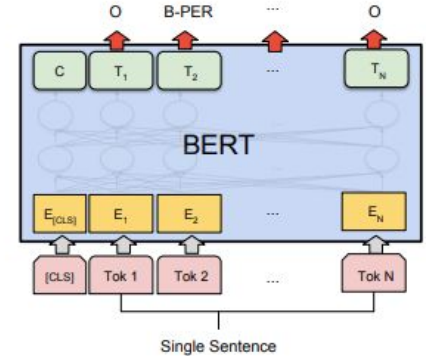 O B-PER ... O
C T1 T2 ... TN
BERT
E[CLS] E1 E2 ... EN
[CLS] Tok 1 Tok 2 ... Tok N
Single Sentence